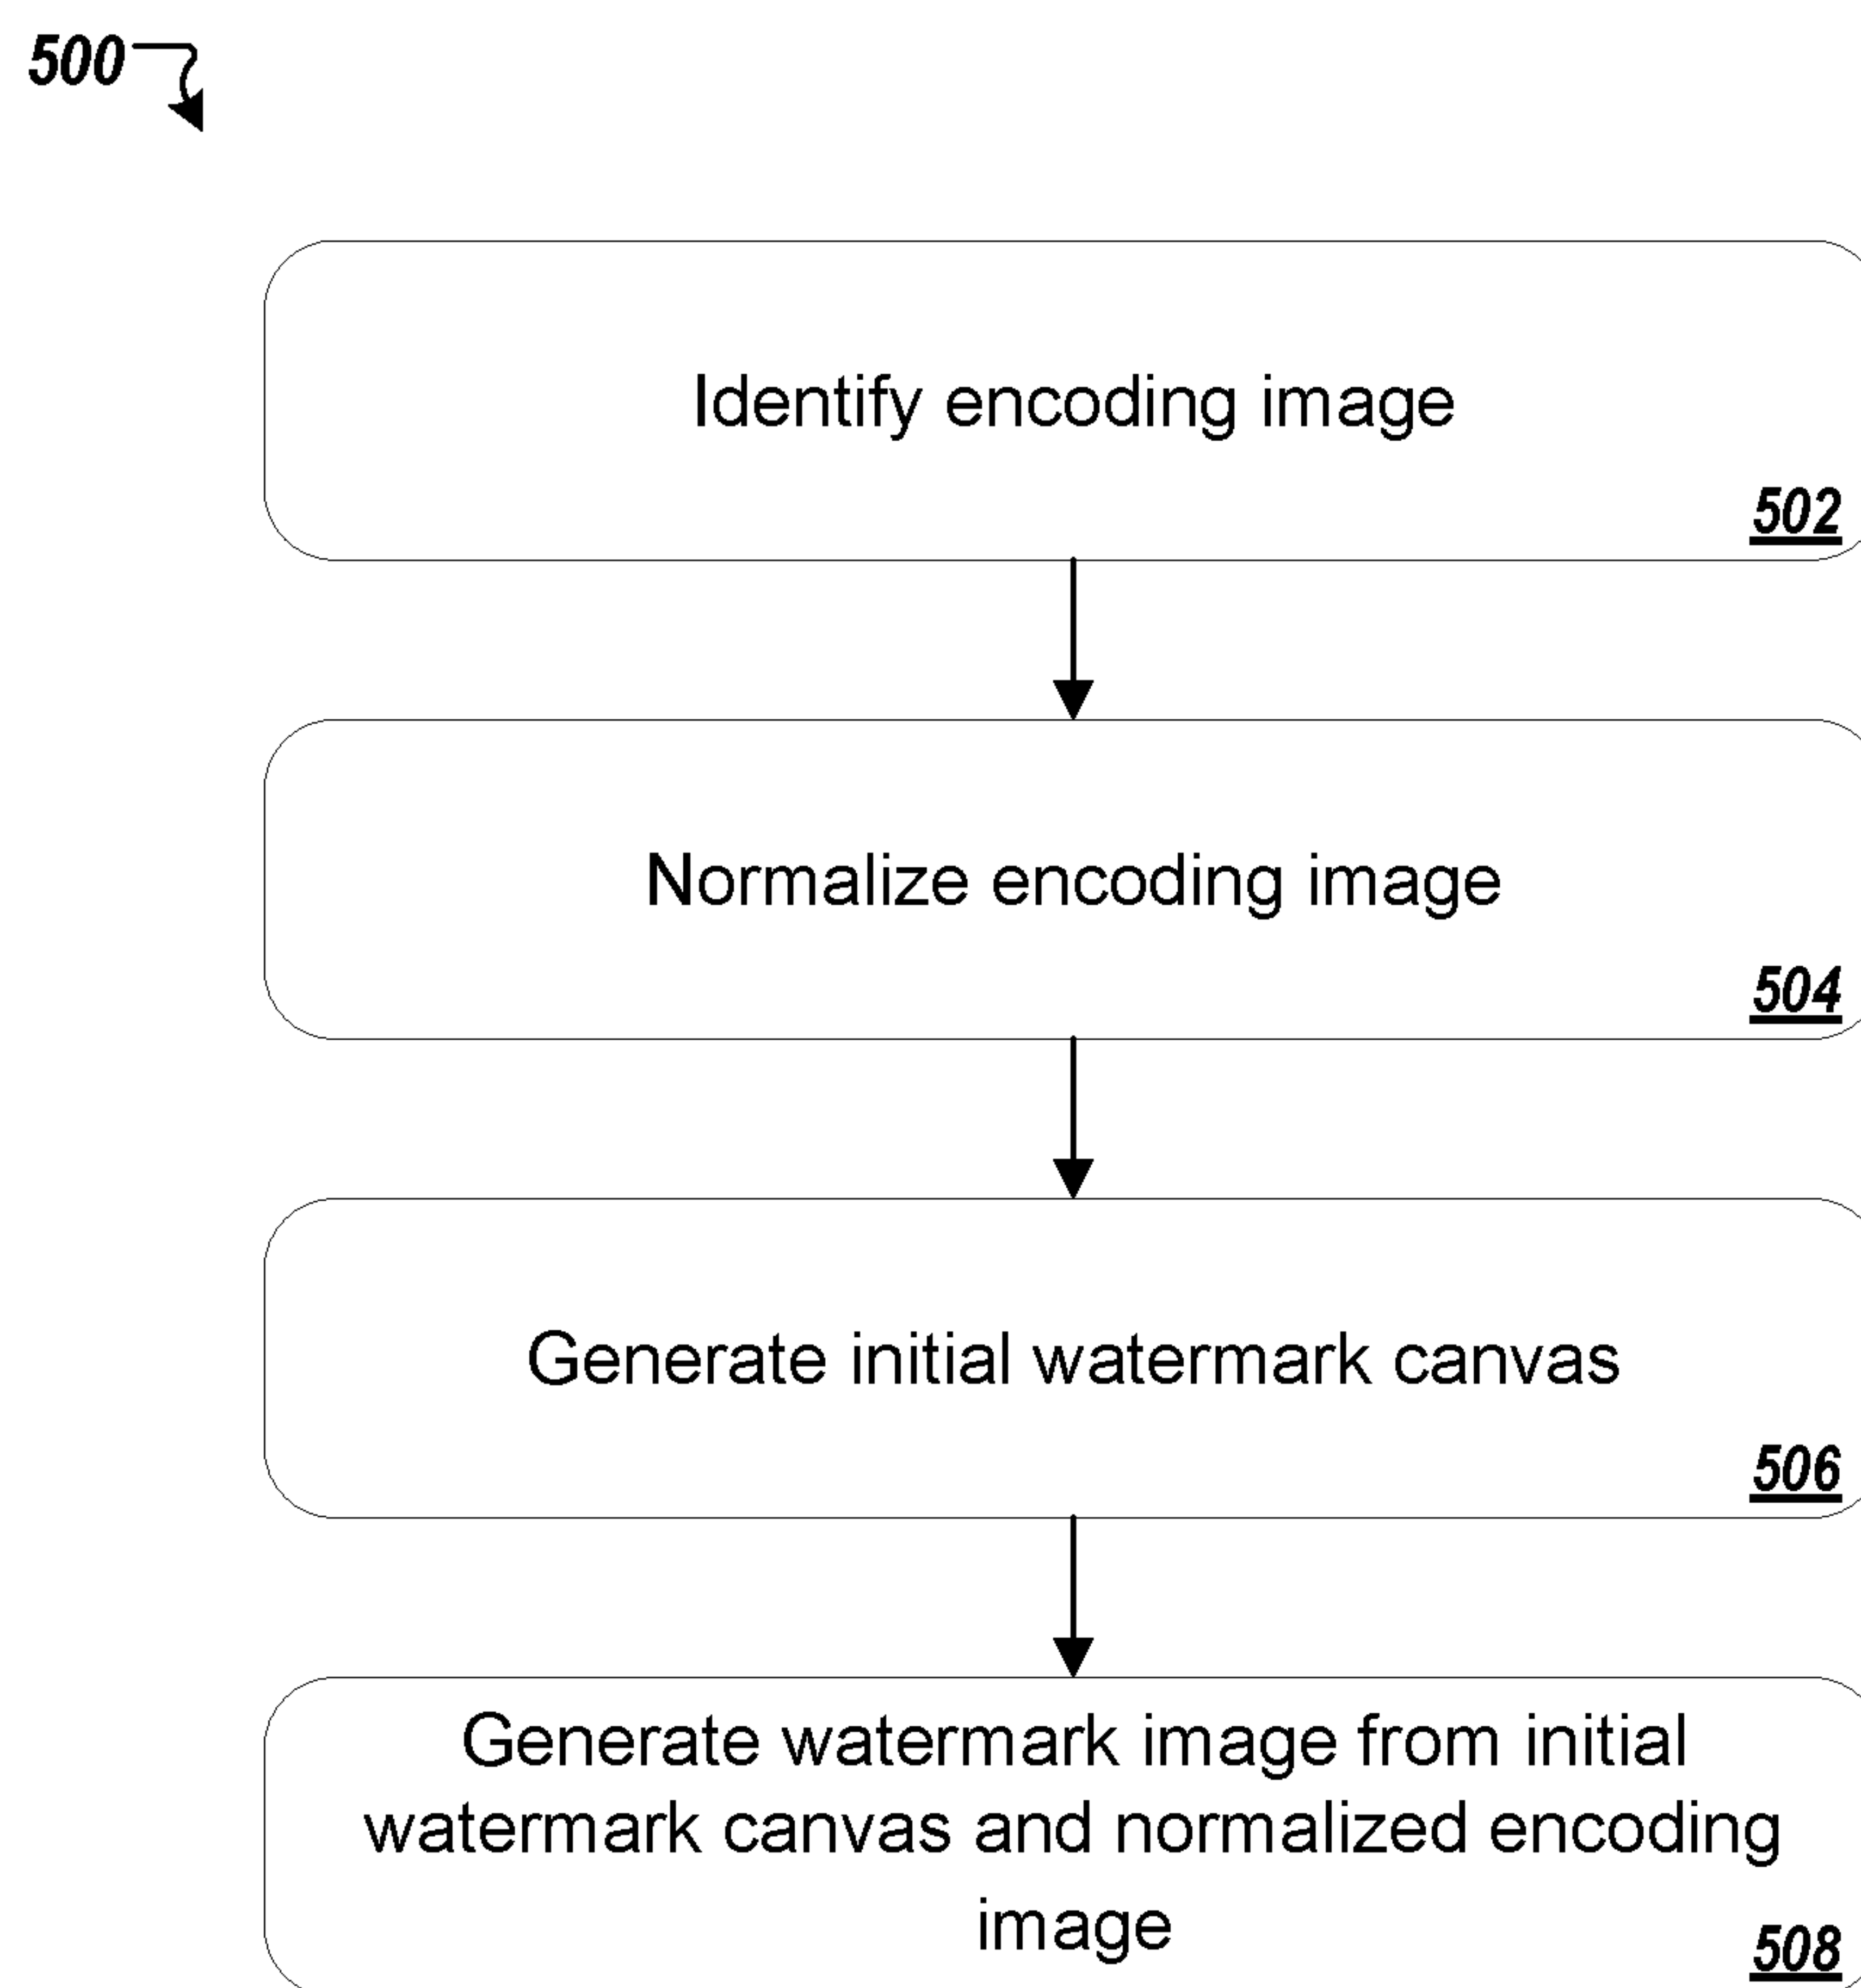 500
Identify encoding image
502
Normalize encoding image
504
Generate initial watermark canvas
506
Generate watermark image from initial
watermark canvas and normalized encoding
image
508